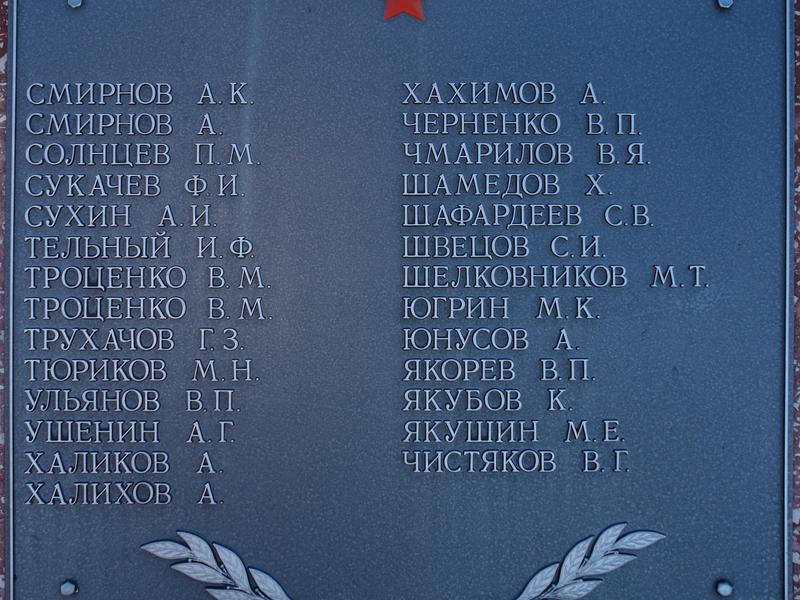 СМИРНОВ А. К.
СМИРНОВ А.
СОЛНЦЕВ П. М.
СУКАЧЕВ Ф. И.
СУХИН А. И.
ТЕЛЬНЫЙ И. Ф.
ТРОЦЕНКО В. М.
ТРОЦЕНКО В. М.
ТРУХАЧОВ Г. З.
ТЮРИКОВ М. Н.
УЛЬЯНОВ В. П.
УШЕНИН А. Г.
ХАЛИКОВ А.
ХАЛИХОВ А.
ХАХИМОВ А.
ЧЕРНЕНКО В. П.
ЧМАРИЛОВ В. Я.
ШАМЕДОВ Х.
ШАФАРДЕЕВ С. В.
ШВЕЦОВ С. И.
ШЕЛКОВНИКОВ М. Т.
ЮГРИН М. К.
ЮНУСОВ А.
ЯКОРЕВ В. П.
ЯКУБОВ К.
ЯКУШИН М. Е.
ЧИСТЯКОВ В. Г.